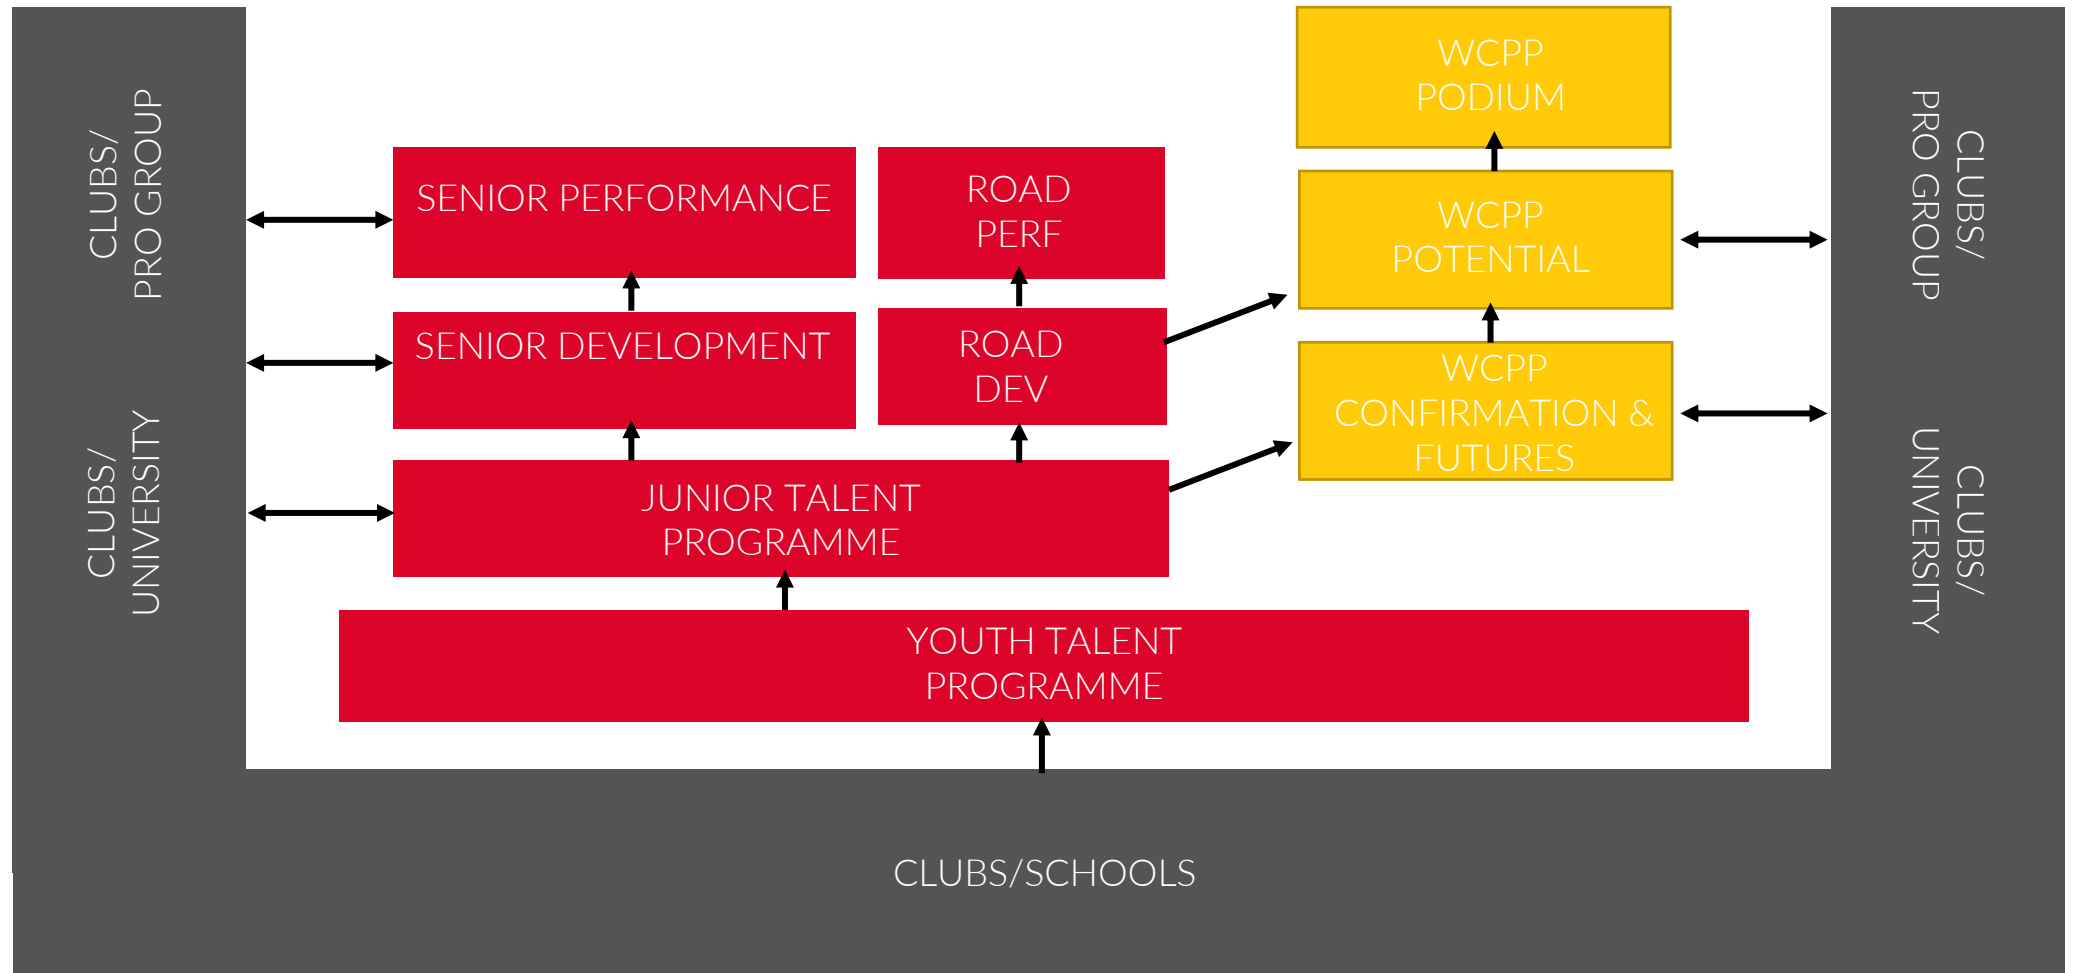 CLUBS/
PRO GROUP
CLUBS/
UNIVERSITY
SENIOR PERFORMANCE
SENIOR DEVELOPMENT
ROAD
PERF
ROAD
DEV
JUNIOR TALENT
PROGRAMME
YOUTH TALENT
PROGRAMME
WCPP
PODIUM
WCPP
POTENTIAL
WCPP
CONFIRMATION &
FUTURES
CLUBS/
PRO GROUP
CLUBS/
UNIVERSITY
CLUBS/SCHOOLS